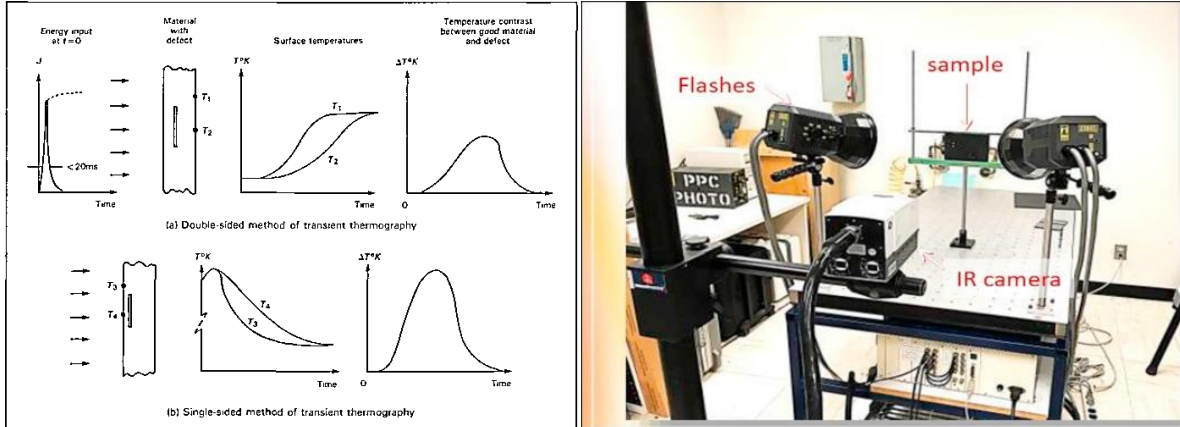 Energy input
at t=0
Material
with
defect
Surface temperatures
Temperature contrast
between good material
and defect
J
<20ms
Time
T₁
T₂
T°K
T₁
T₂
Time
ΔT°K
O
Time
(a) Double-sided method of transient thermography
T₃
T₄
T°K
T₄
T₃
Time
ΔT°K
O
Time
(b) Single-sided method of transient thermography
Flashes
sample
PPC
PHOTO
IR camera